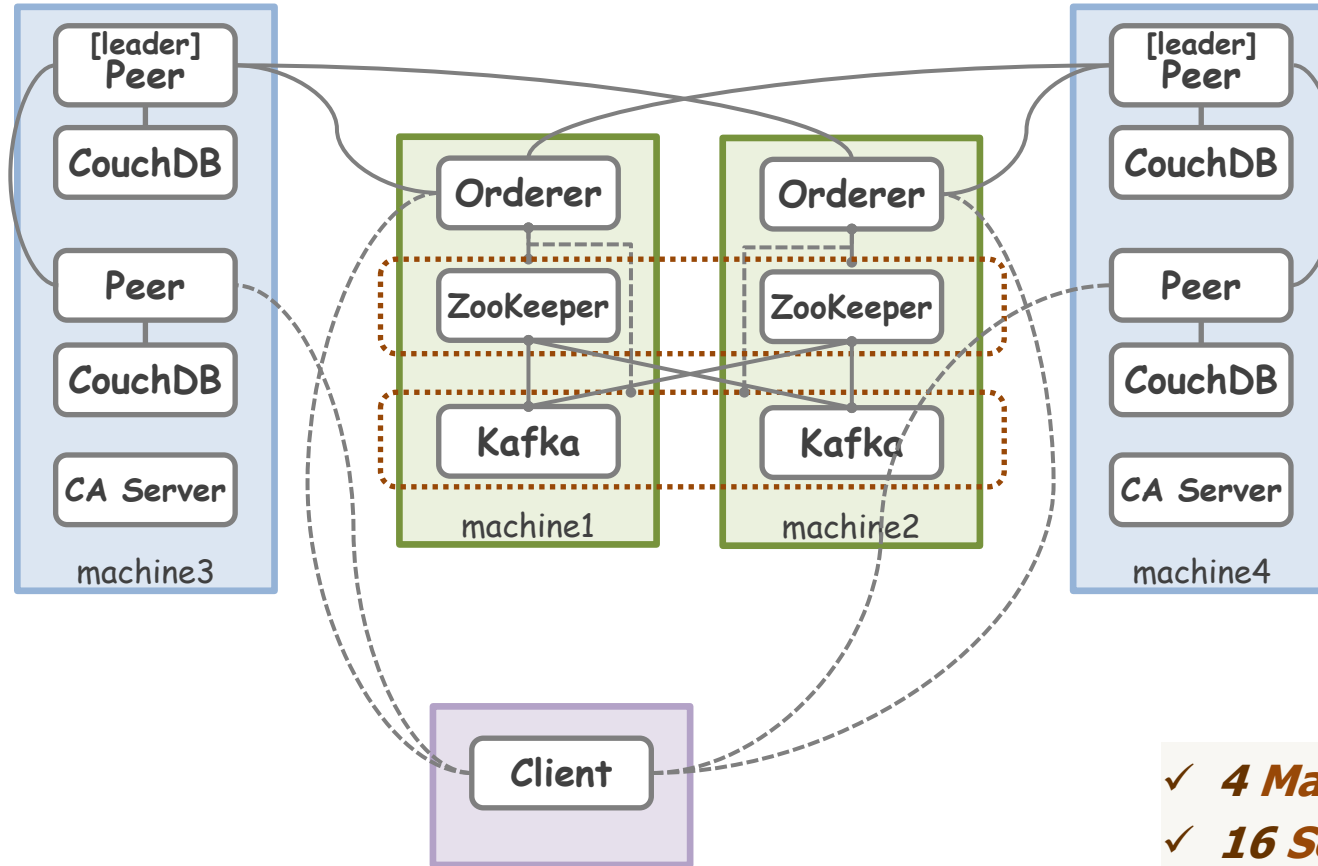 [leader]
Peer
CouchDB
Peer
CouchDB
CA Server
machine3
Orderer
ZooKeeper
Kafka
machine1
Orderer
ZooKeeper
Kafka
machine2
[leader]
Peer
CouchDB
Peer
CouchDB
CA Server
machine4
Client
✓ 4 Ma
✓ 16